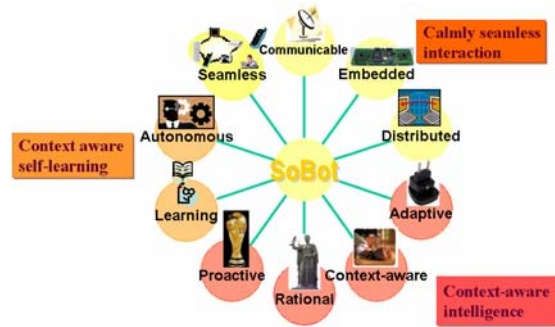 Communicable
Seamless
Embedded
Calmly seamless
interaction
Autonomous
Distributed
Context aware
self-learning
SoBot
Learning
Adaptive
Proactive
Rational
Context-aware
Context-aware
intelligence